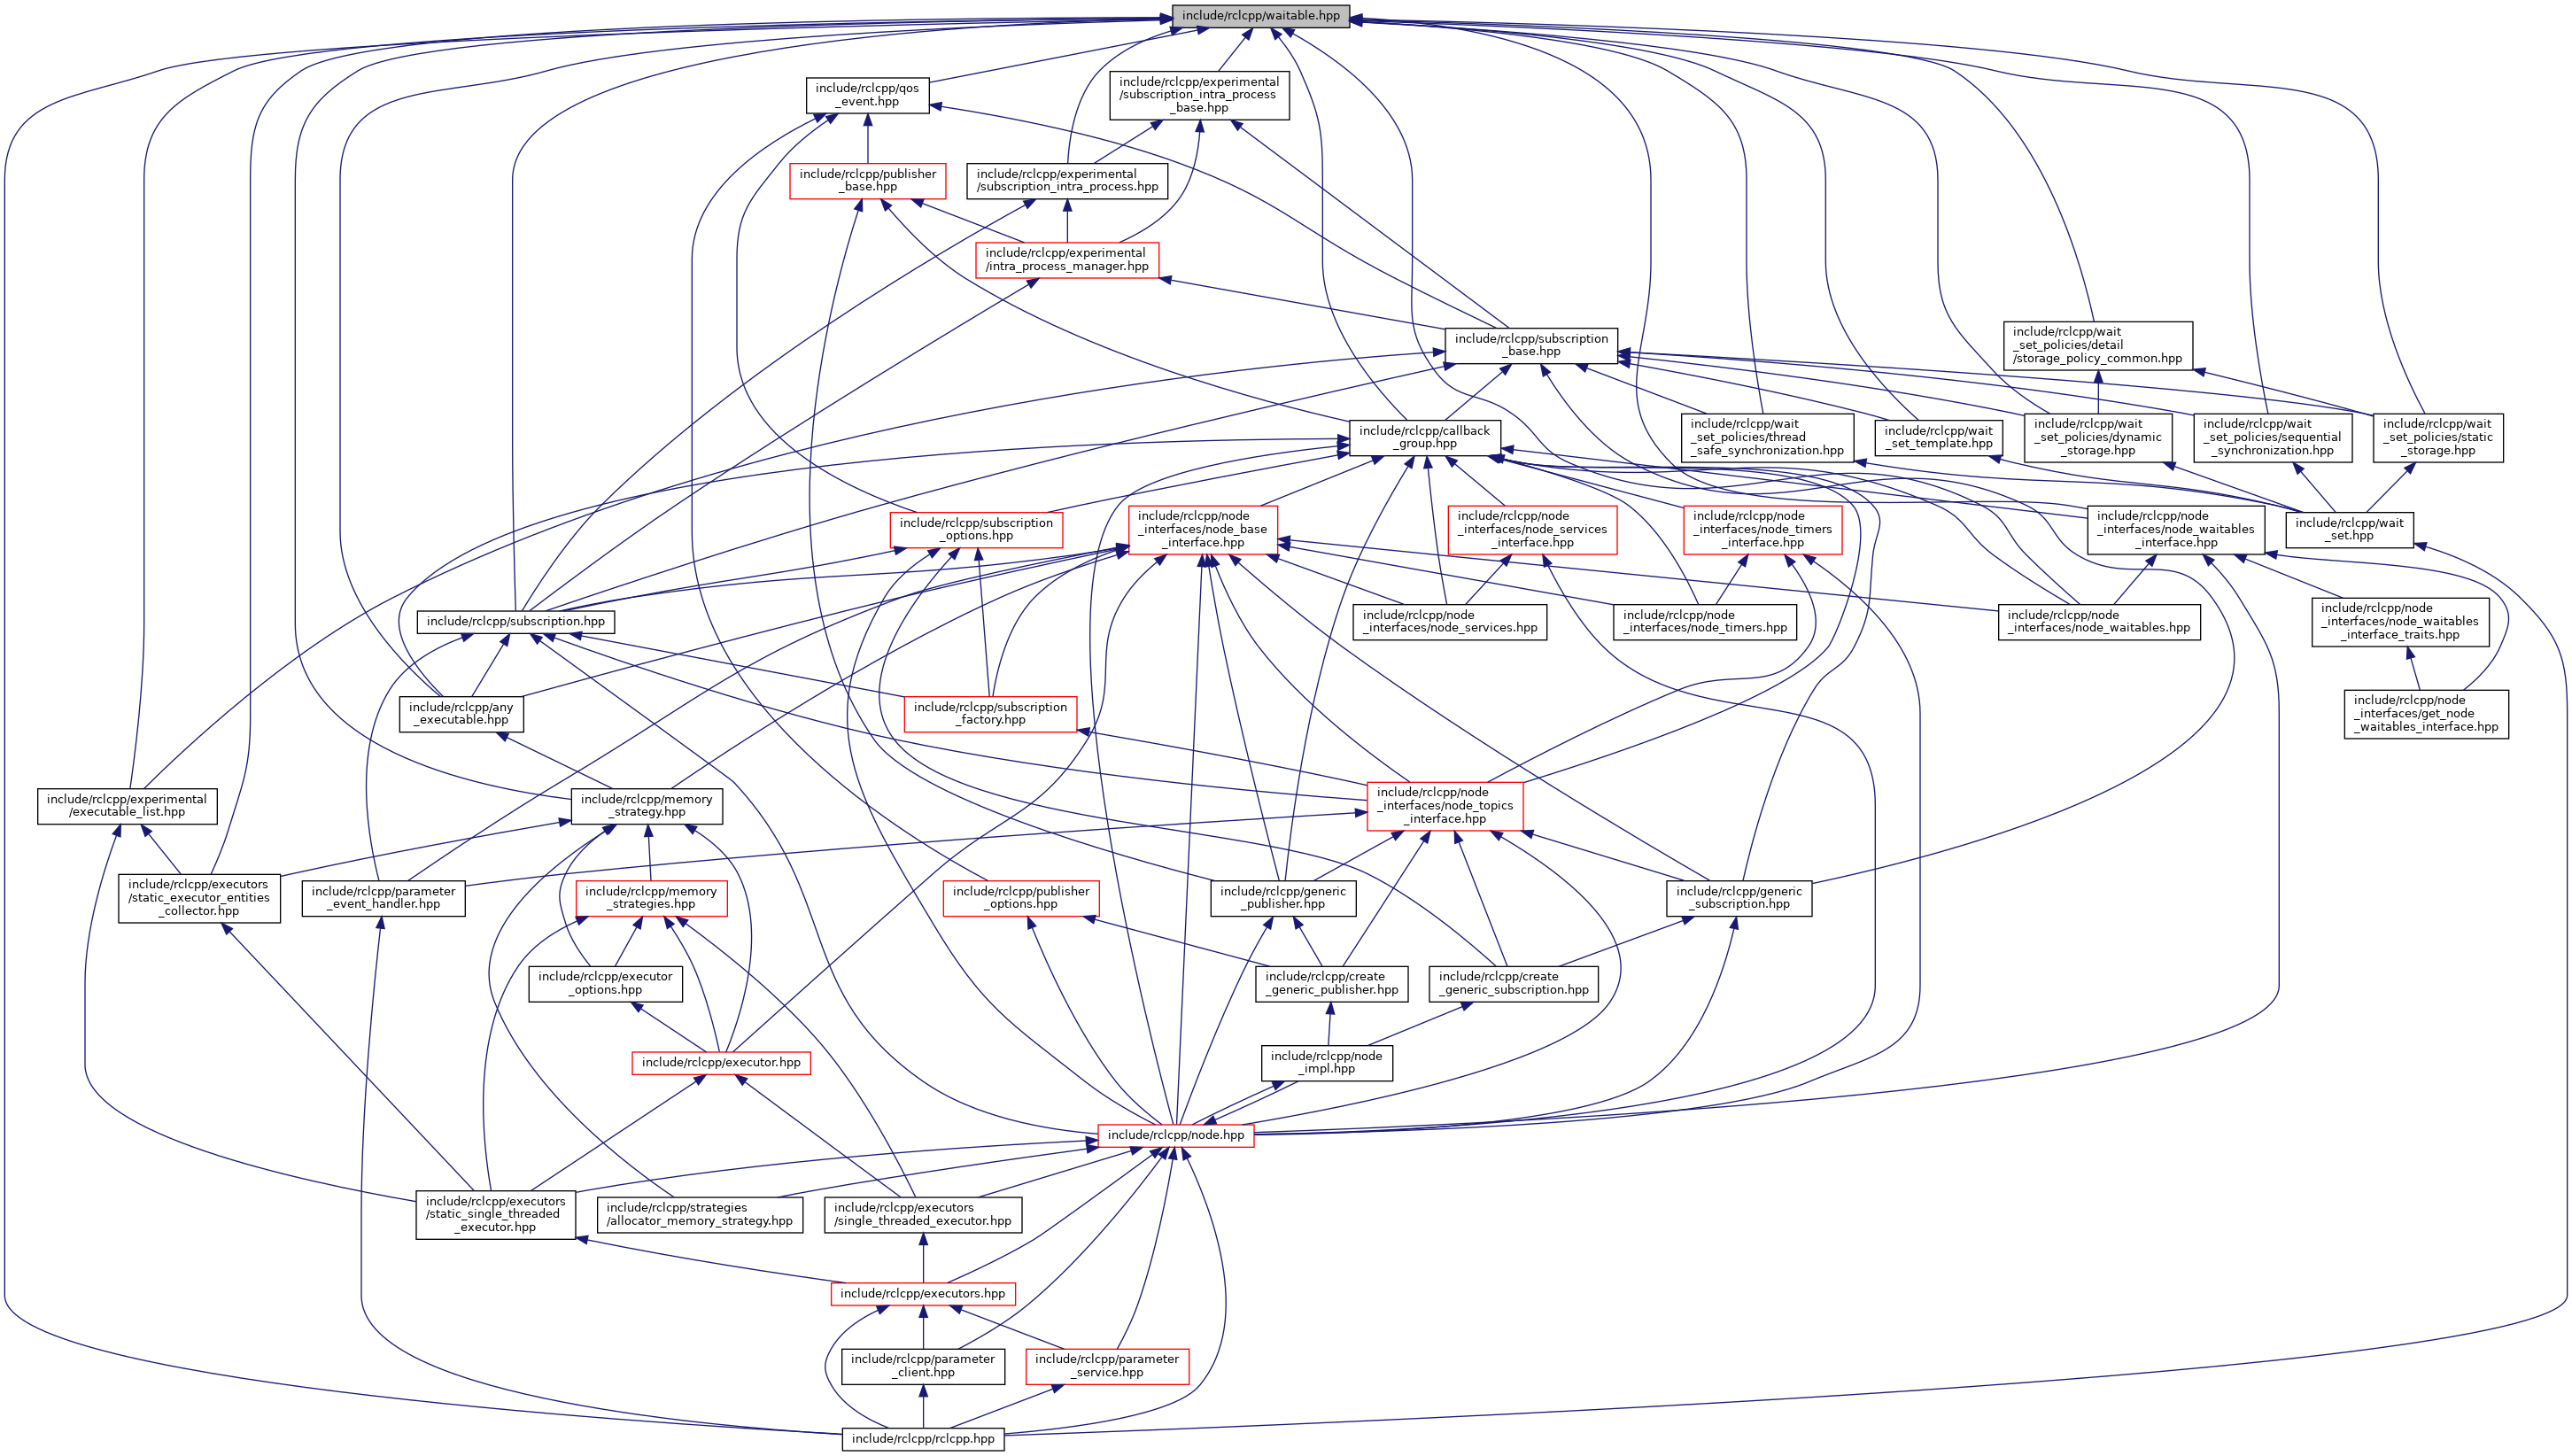 include/rclcpp/waitable.hpp
include/rclcpp/qos
_event.hpp
include/rclcpp/experimental
/subscription_intra_process
_base.hpp
include/rclcpp/publisher
_base.hpp
include/rclcpp/experimental
/subscription_intra_process.hpp
include/rclcpp/experimental
/intra_process_manager.hpp
include/rclcpp/subscription
_base.hpp
include/rclcpp/wait
_set_policies/detail
/storage_policy_common.hpp
include/rclcpp/callback
_group.hpp
include/rclcpp/wait
_set_policies/thread
_safe_synchronization.hpp
include/rclcpp/wait
_set_template.hpp
include/rclcpp/wait
_set_policies/dynamic
_storage.hpp
include/rclcpp/wait
_set_policies/sequential
_synchronization.hpp
include/rclcpp/wait
_set_policies/static
_storage.hpp
include/rclcpp/subscription
_options.hpp
include/rclcpp/node
_interfaces/node_base
_interface.hpp
include/rclcpp/node
_interfaces/node_services
_interface.hpp
include/rclcpp/node
_interfaces/node_timers
_interface.hpp
include/rclcpp/node
_interfaces/node_waitables
_interface.hpp
include/rclcpp/wait
_set.hpp
include/rclcpp/subscription.hpp
include/rclcpp/node
_interfaces/node_services.hpp
include/rclcpp/node
_interfaces/node_timers.hpp
include/rclcpp/node
_interfaces/node_waitables.hpp
include/rclcpp/node
_interfaces/node_waitables
_interface_traits.hpp
include/rclcpp/any
_executable.hpp
include/rclcpp/subscription
_factory.hpp
include/rclcpp/node
_interfaces/get_node
_waitables_interface.hpp
include/rclcpp/experimental
/executable_list.hpp
include/rclcpp/memory
_strategy.hpp
include/rclcpp/node
_interfaces/node_topics
_interface.hpp
include/rclcpp/executors
/static_executor_entities
_collector.hpp
include/rclcpp/parameter
_event_handler.hpp
include/rclcpp/memory
_strategies.hpp
include/rclcpp/publisher
_options.hpp
include/rclcpp/generic
_publisher.hpp
include/rclcpp/generic
_subscription.hpp
include/rclcpp/executor
_options.hpp
include/rclcpp/create
_generic_publisher.hpp
include/rclcpp/create
_generic_subscription.hpp
include/rclcpp/executor.hpp
include/rclcpp/node
_impl.hpp
include/rclcpp/node.hpp
include/rclcpp/executors
/static_single_threaded
_executor.hpp
include/rclcpp/strategies
/allocator_memory_strategy.hpp
include/rclcpp/executors
/single_threaded_executor.hpp
include/rclcpp/executors.hpp
include/rclcpp/parameter
_client.hpp
include/rclcpp/parameter
_service.hpp
include/rclcpp/rclcpp.hpp